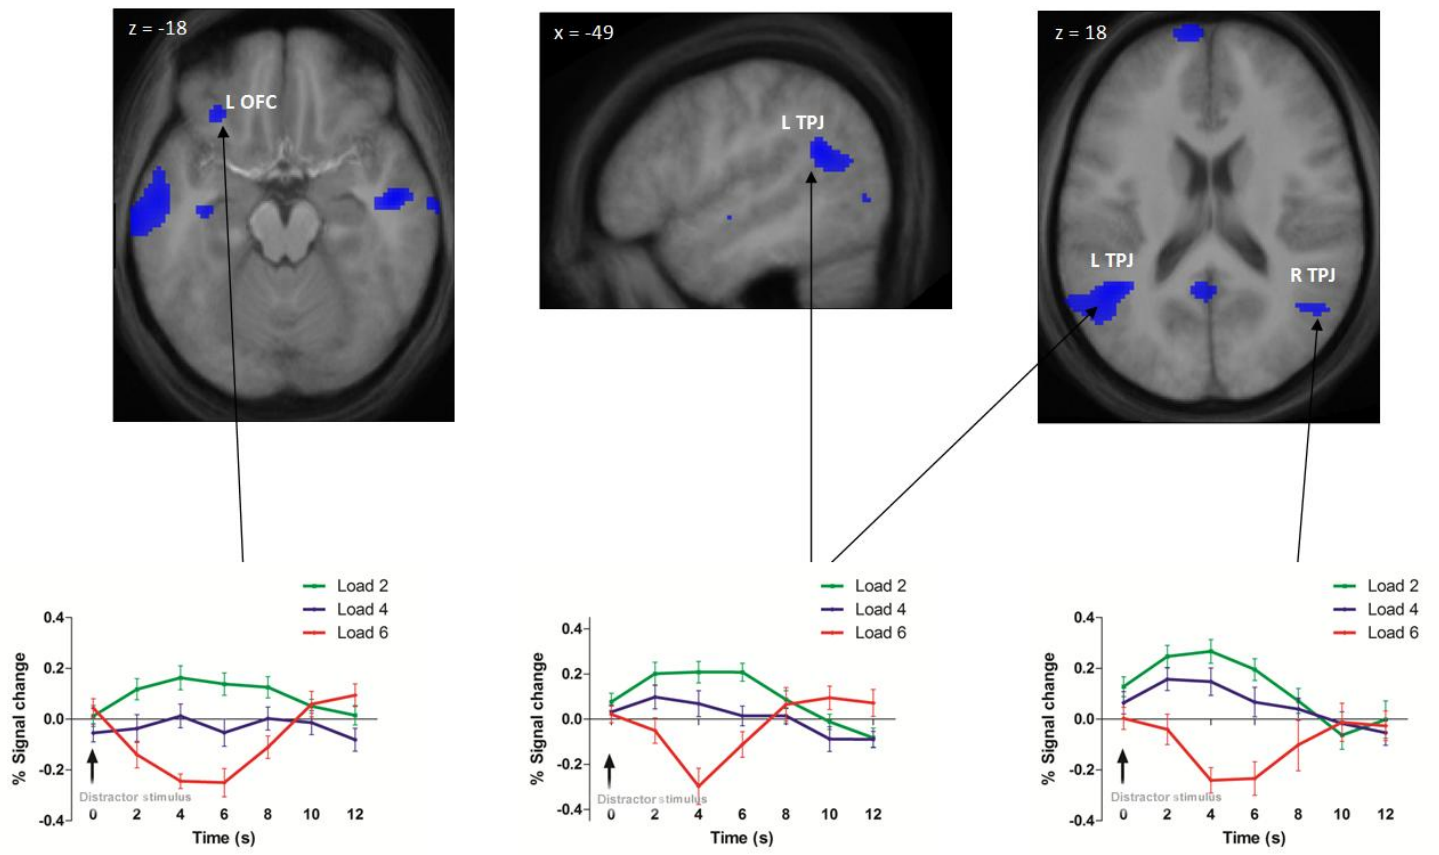 z = -18
L OFC
x = -49
L TPJ
z = 18
L TPJ
R TPJ
Load 2
Load 4
Load 6
% Signal change
0.4
0.2
0.0
-0.2
-0.4
Distractor stimulus
0 2 4 6 8 10 12
Time (s)
Load 2
Load 4
Load 6
% Signal change
0.4
0.2
0.0
-0.2
-0.4
Distractor stimulus
0 2 4 6 8 10 12
Time (s)
Load 2
Load 4
Load 6
% Signal change
0.4
0.2
0.0
-0.2
-0.4
Distractor stimulus
0 2 4 6 8 10 12
Time (s)